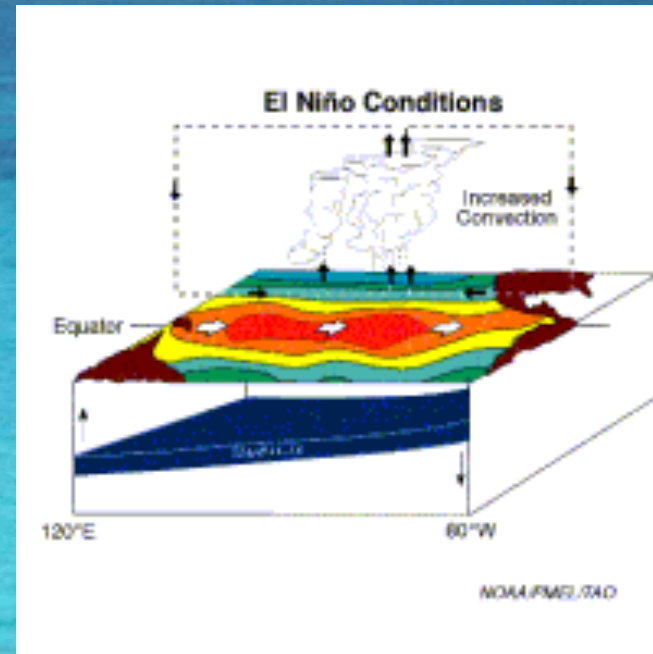 El Niño Conditions
Increased
Convection
Equator
120°E
80°W
NOAA/PMEL/TAO